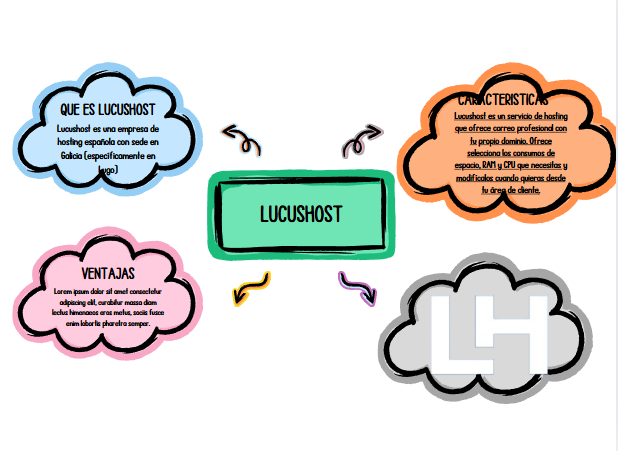 QUE ES LUCUSHOST
Lucushost es una empresa de
hosting española con sede en
Galicia (especificamente en
Lugo)
CARACTERISTICAS
Lucushost es un servicio de hosting
que ofrece correo profesional con
tu propio dominio. Ofrece
selecciona los consumos de
espacio, RAM y CPU que necesitas y
modificalos cuando quieras desde
tu área de cliente.
LUCUSHOST
VENTAJAS
Lorem ipsum dolor sit amet consectetur
adipiscing elit, curabitur massa diam
lectus himenaeos eros metus, sociis fusce
enim lobortis pharetra semper.
LH